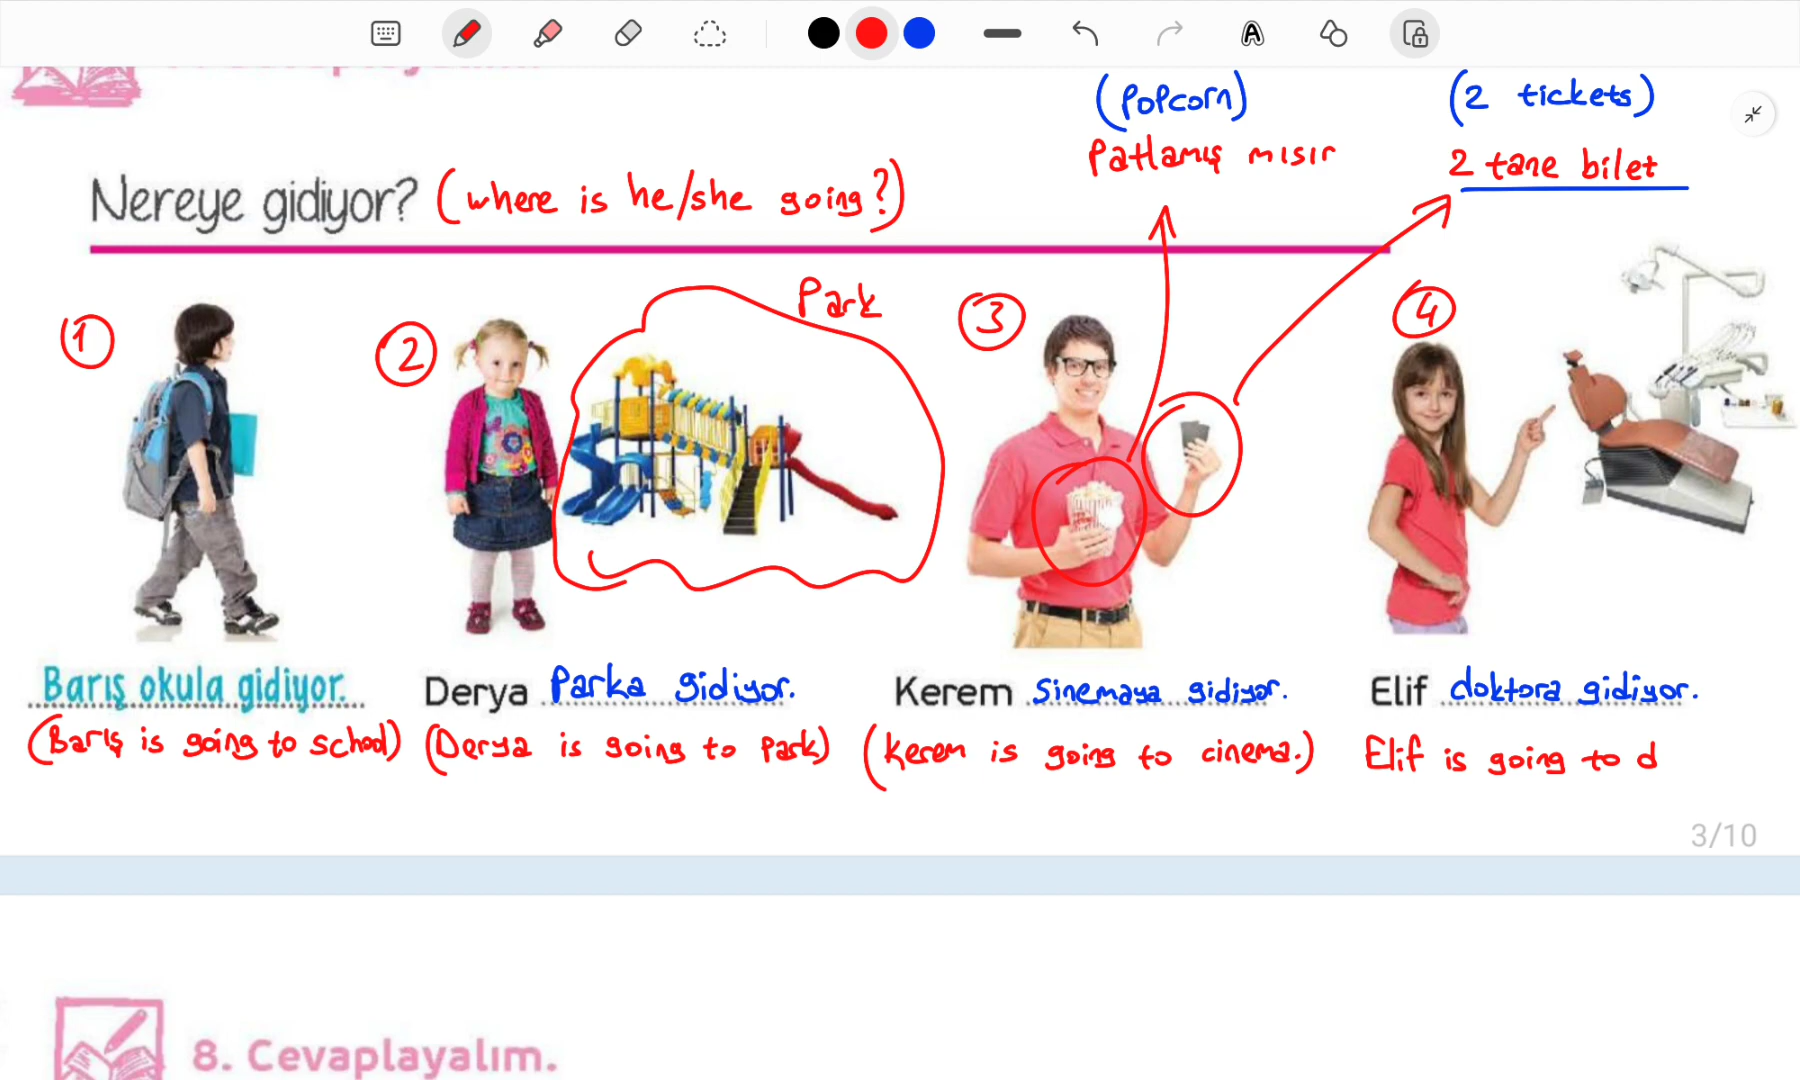 (Popcorn)
(2 tickets)
Patlamış mısır
2 tane bilet
Nereye gidiyor? (where is he/she going?)
Park
1
2
3
4
Barış okula gidiyor.
Derya Parka gidiyor.
Kerem sinemaya gidiyor.
Elif doktora gidiyor.
(Barış is going to school)
(Derya is going to Park)
(Kerem is going to cinema.)
Elif is going to d
3/10
8. Cevaplayalım.